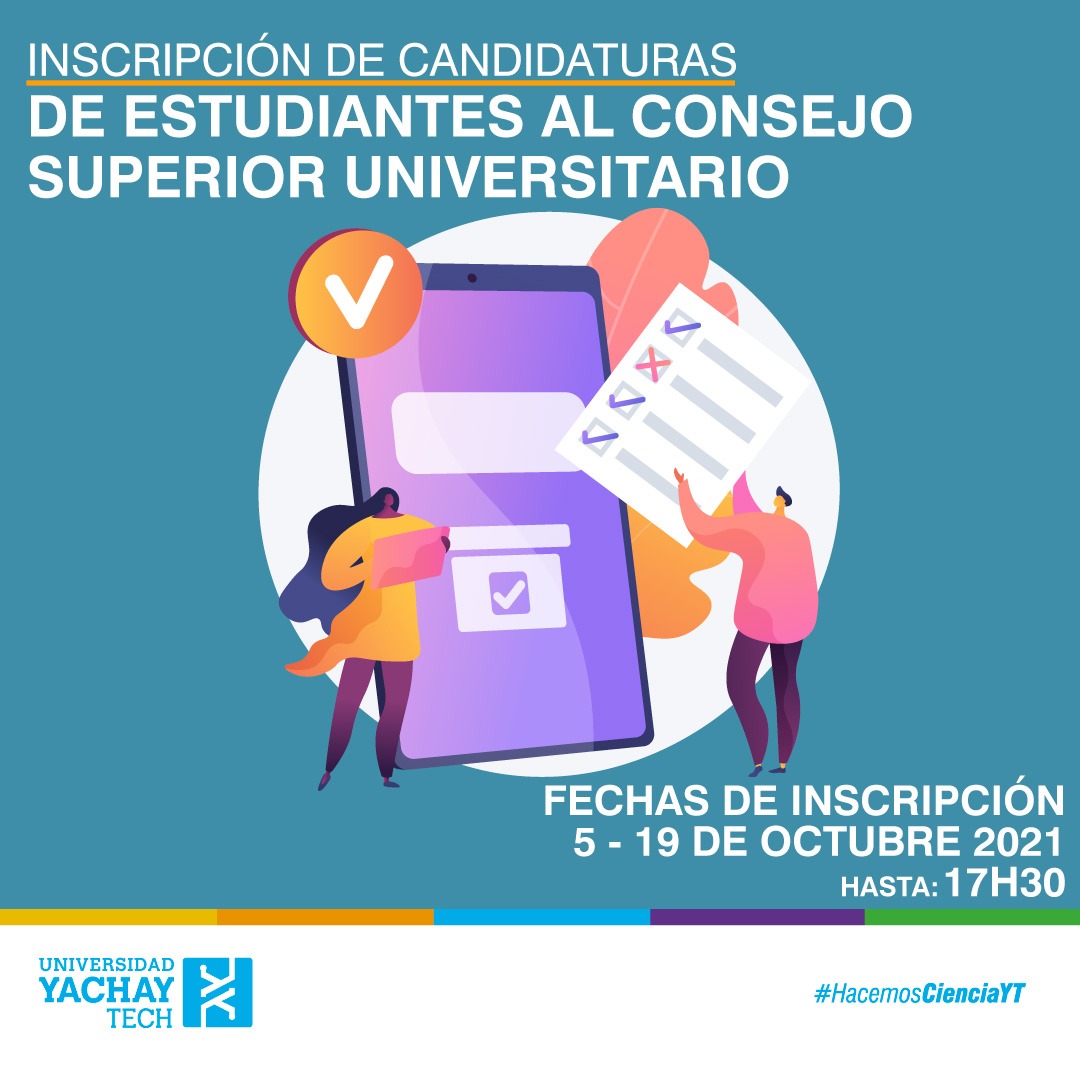 INSCRIPCIÓN DE CANDIDATURAS
DE ESTUDIANTES AL CONSEJO
SUPERIOR UNIVERSITARIO
FECHAS DE INSCRIPCIÓN
5 - 19 DE OCTUBRE 2021
HASTA: 17H30
UNIVERSIDAD
YACHAY
TECH
#HacemosCienciaYT